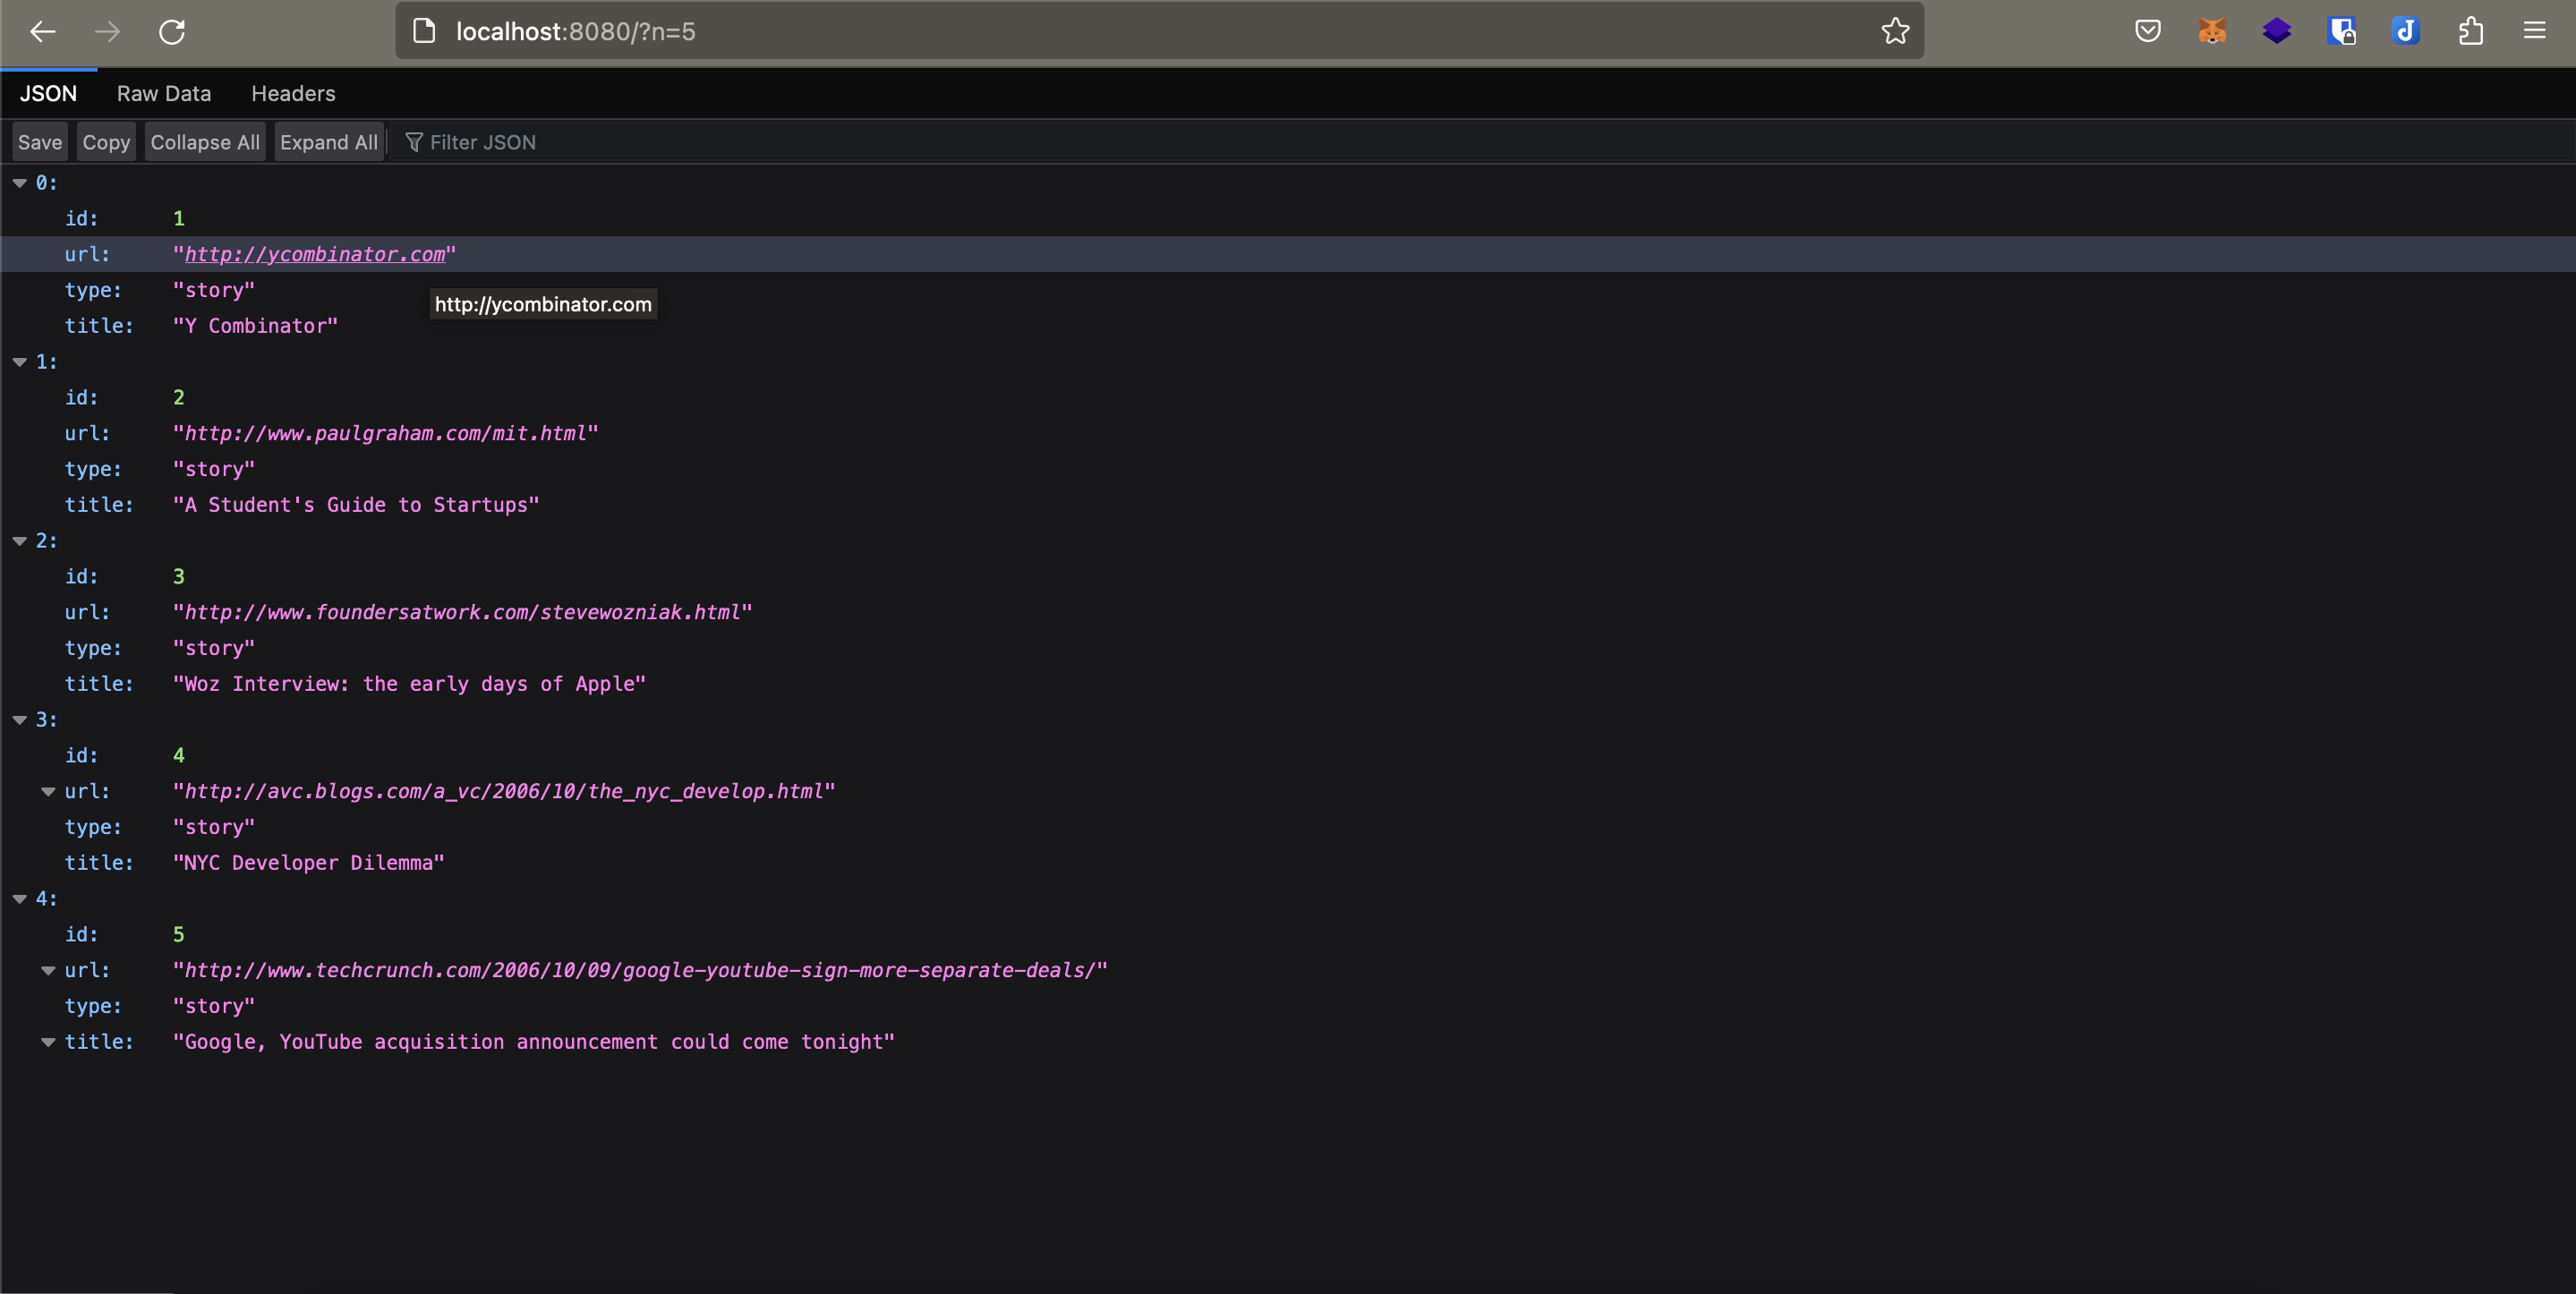 localhost:8080/?n=5
JSON Raw Data Headers
Save Copy Collapse All Expand All Filter JSON
0:
id: 1
url: "http://ycombinator.com"
type: "story"
http://ycombinator.com
title: "Y Combinator"
1:
id: 2
url: "http://www.paulgraham.com/mit.html"
type: "story"
title: "A Student's Guide to Startups"
2:
id: 3
url: "http://www.foundersatwork.com/stevewozniak.html"
type: "story"
title: "Woz Interview: the early days of Apple"
3:
id: 4
url: "http://avc.blogs.com/a_vc/2006/10/the_nyc_develop.html"
type: "story"
title: "NYC Developer Dilemma"
4:
id: 5
url: "http://www.techcrunch.com/2006/10/09/google-youtube-sign-more-separate-deals/"
type: "story"
title: "Google, YouTube acquisition announcement could come tonight"